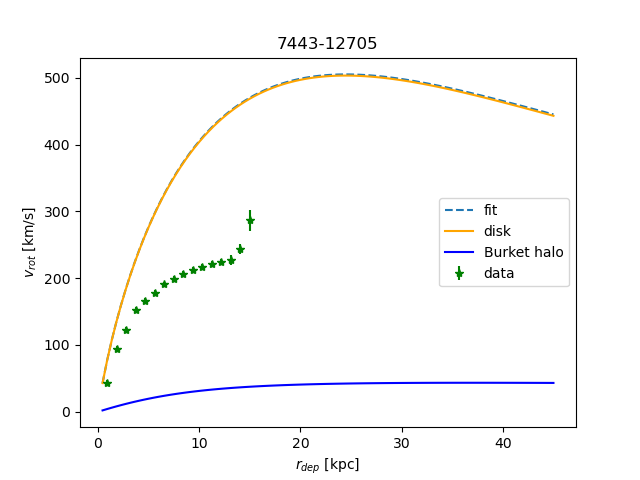 7443-12705
500
400
300
200
100
0
v_rot [km/s]
fit
disk
Burket halo
data
0 10 20 30 40
r_dep [kpc]